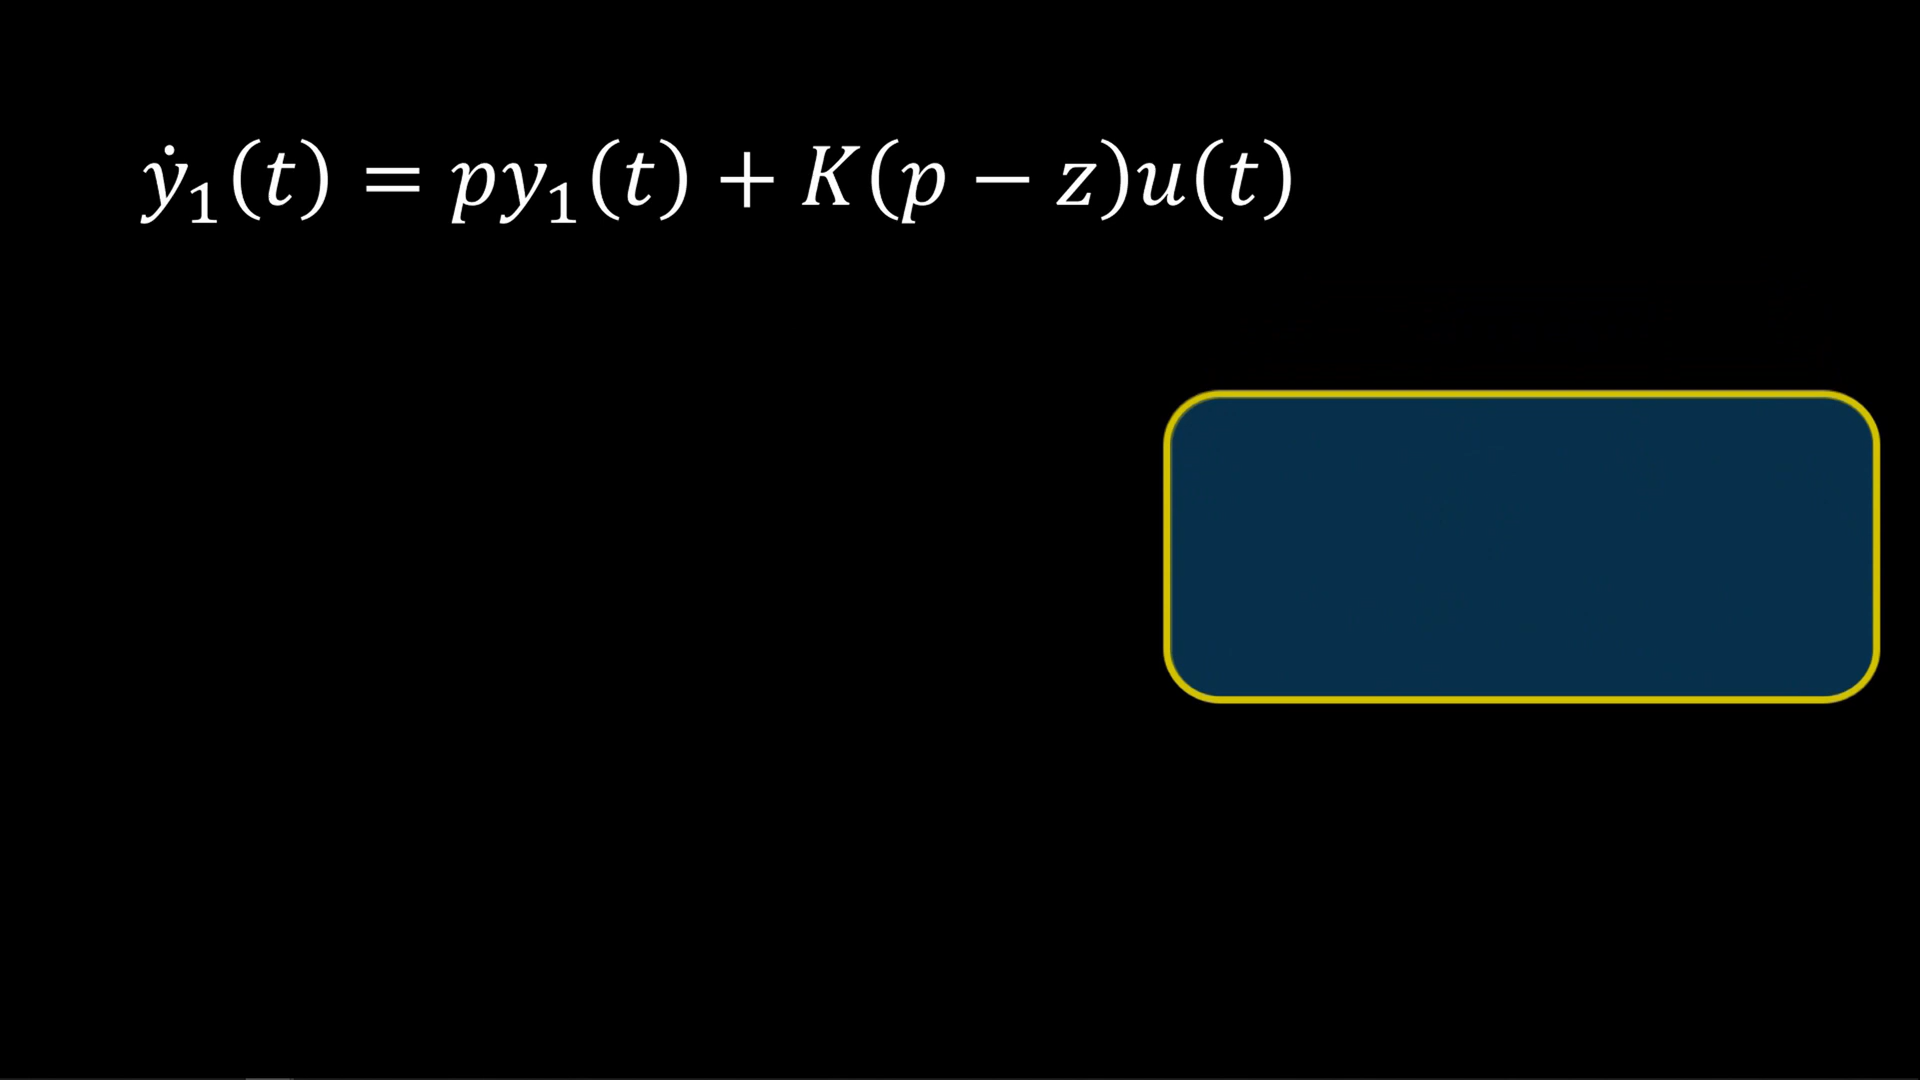 ẏ₁(t) = py₁(t) + K(p − z)u(t)